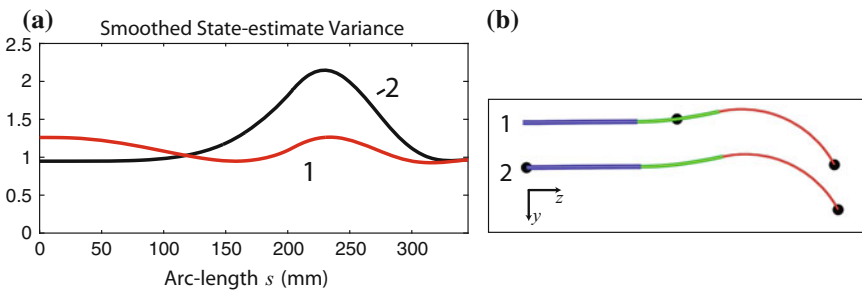 (a)
Smoothed State-estimate Variance
2.5
2
1.5
1
0.5
0
0 50 100 150 200 250 300
Arc-length s (mm)
2
1
(b)
1
2
z
y